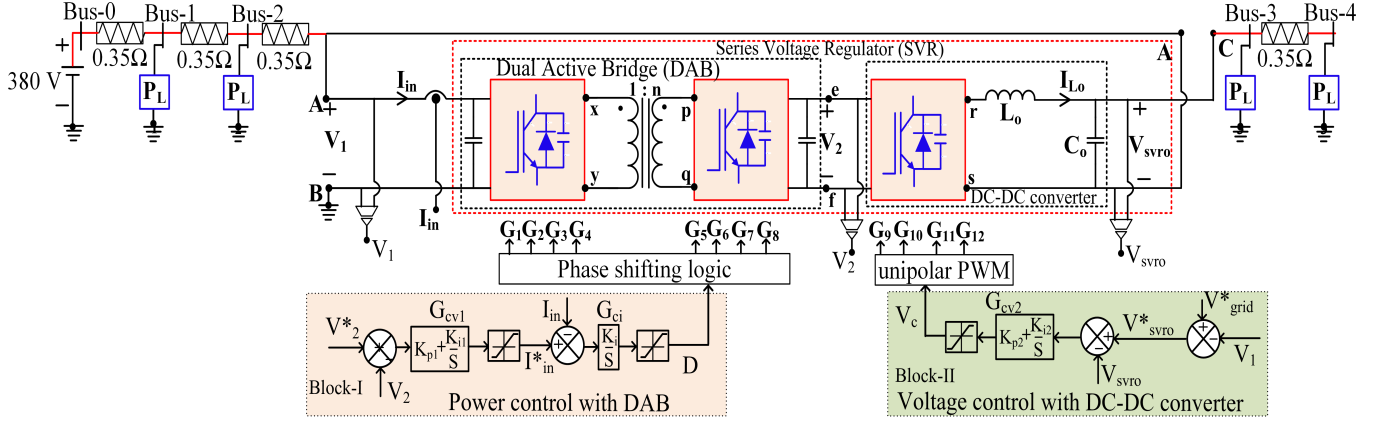 Bus-0 Bus-1 Bus-2
0.35Ω 0.35Ω 0.35Ω
+
380 V
−
P_L P_L
Bus-3 Bus-4
C
0.35Ω
P_L P_L
Series Voltage Regulator (SVR)
A
Dual Active Bridge (DAB)
A
+
V_1
−
B
I_in
I_in
1 : n
x
y
p
q
e
+
V_2
−
f
r
s
L_o
I_Lo
C_o
+
V_svro
−
DC-DC converter
V_1
V_2
V_svro
G_1 G_2 G_3 G_4
G_5 G_6 G_7 G_8
G_9 G_10 G_11 G_12
Phase shifting logic
unipolar PWM
V*_2
+
−
V_2
G_cv1
K_p1+K_i1/S
I*_in
I_in
−
+
G_ci
K_i/S
D
Block-I
Power control with DAB
V_c
G_cv2
K_p2+K_i2/S
V*_svro
+
−
V_svro
V*_grid
+
−
V_1
Block-II
Voltage control with DC-DC converter